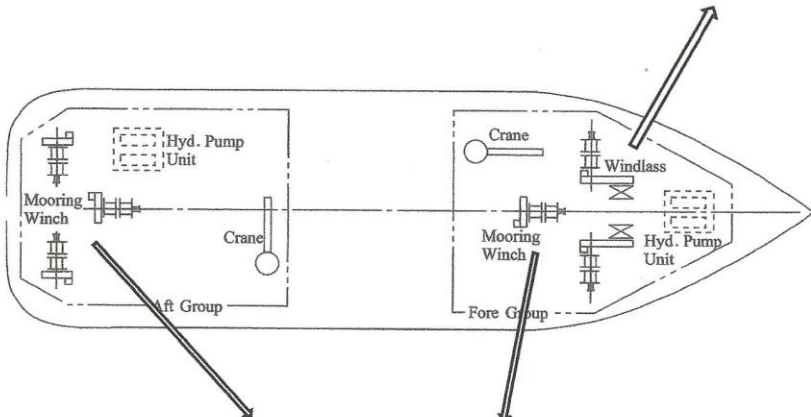 Hyd. Pump
Unit
Mooring
Winch
Crane
Aft Group
Crane
Windlass
Mooring
Winch
Hyd. Pump
Unit
Fore Group